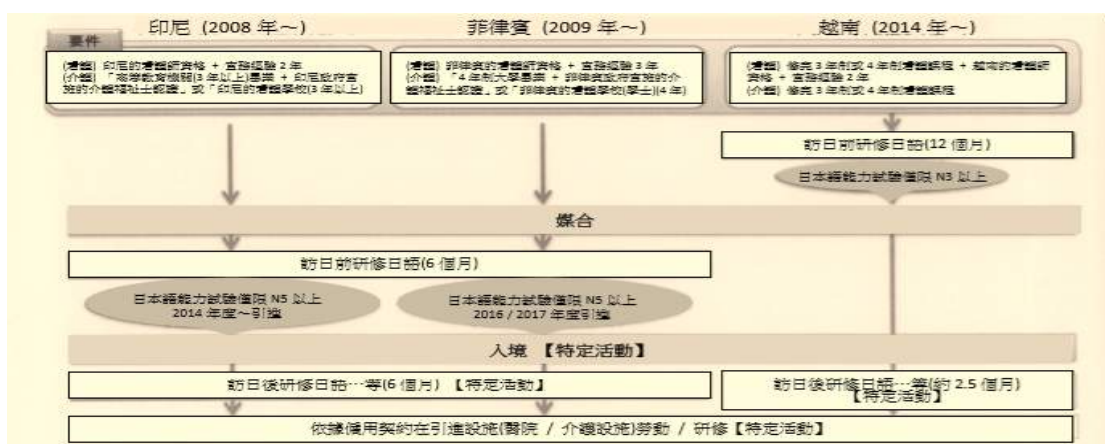 印尼 (2008 年～)
菲律賓 (2009 年～)
越南 (2014 年～)
要件
(看護) 印尼的看護師資格 + 實務經驗 2 年
(介護) 「高等教育機關(3 年以上)畢業 + 印尼政府實
施的介護福祉士認證」或「印尼的看護學校(3 年以上)
(看護) 菲律賓的看護師資格 + 實務經驗 3 年
(介護) 「4 年制大學畢業 + 菲律賓政府實施的介
護福祉士認證」或「菲律賓的看護學校(學士)(4 年)
(看護) 修完 3 年制或 4 年制看護課程 + 越南的看護師
資格 + 實務經驗 2 年
(介護) 修完 3 年制或 4 年制看護課程
訪日前研修日語(12 個月)
日本語能力試驗僅限 N3 以上
媒合
訪日前研修日語(6 個月)
日本語能力試驗僅限 N5 以上
2014 年度～引進
日本語能力試驗僅限 N5 以上
2016 / 2017 年度引進
入境 【特定活動】
訪日後研修日語…等(6 個月) 【特定活動】
訪日後研修日語…等(約 2.5 個月)
【特定活動】
依據僱用契約在引進設施(醫院 / 介護設施)勞動 / 研修【特定活動】